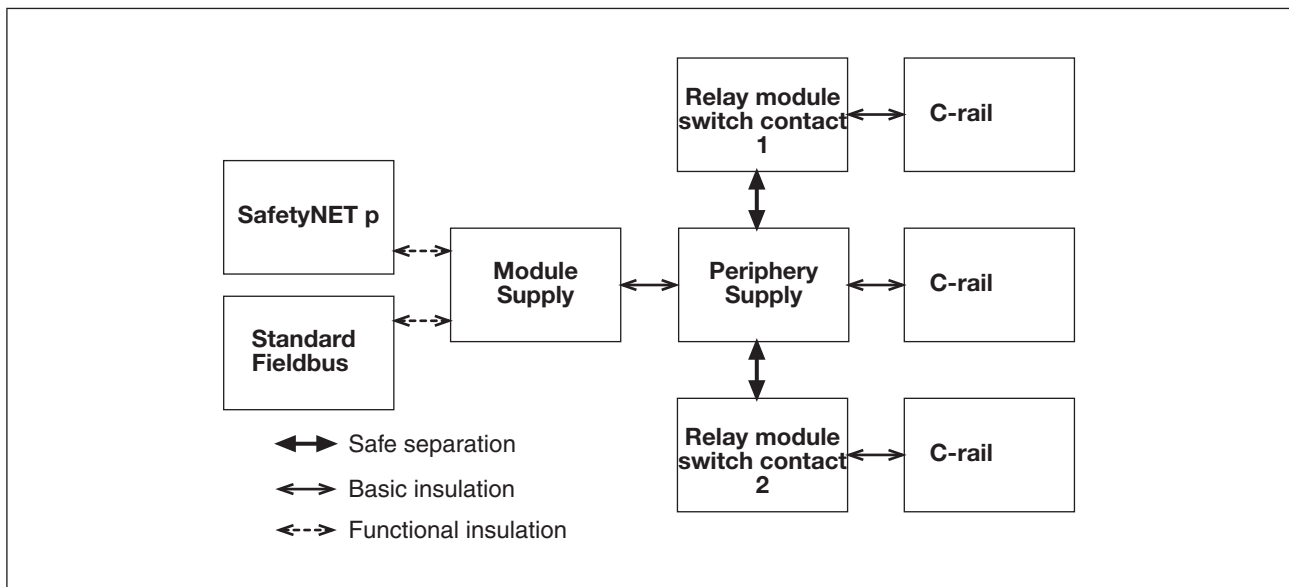 Relay module
switch contact
1
C-rail
SafetyNET p
Module
Supply
Periphery
Supply
C-rail
Standard
Fieldbus
Relay module
switch contact
2
C-rail
Safe separation
Basic insulation
Functional insulation